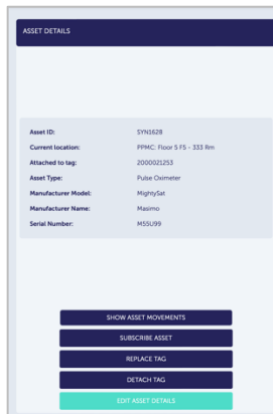 ASSET DETAILS
Asset ID: SYN1628
Current location: PPMC: Floor 5 FS - 333 Rm
Attached to tag: 2000021253
Asset Type: Pulse Oximeter
Manufacturer Model: MightySat
Manufacturer Name: Masimo
Serial Number: M5SU99
SHOW ASSET MOVEMENTS
SUBSCRIBE ASSET
REPLACE TAG
DETACH TAG
EDIT ASSET DETAILS